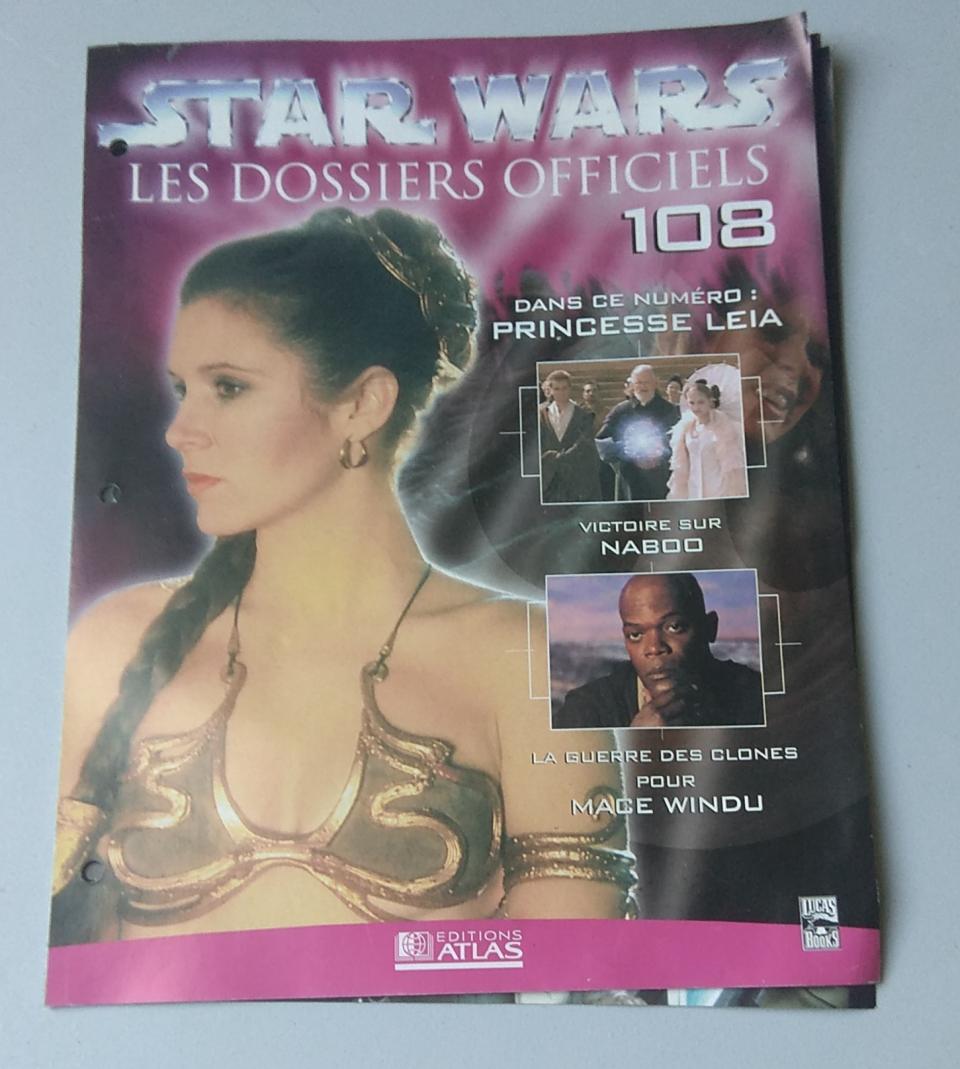 STAR WARS
LES DOSSIERS OFFICIELS
108
DANS CE NUMÉRO :
PRINCESSE LEIA
VICTOIRE SUR
NABOO
LA GUERRE DES CLONES
POUR
MACE WINDU
EDITIONS
ATLAS
LUCAS
BOOKS